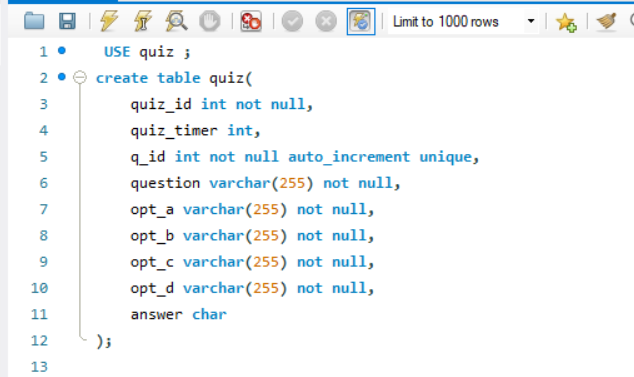 Limit to 1000 rows
1 USE quiz ;
2 create table quiz(
3 quiz_id int not null,
4 quiz_timer int,
5 q_id int not null auto_increment unique,
6 question varchar(255) not null,
7 opt_a varchar(255) not null,
8 opt_b varchar(255) not null,
9 opt_c varchar(255) not null,
10 opt_d varchar(255) not null,
11 answer char
12 );
13